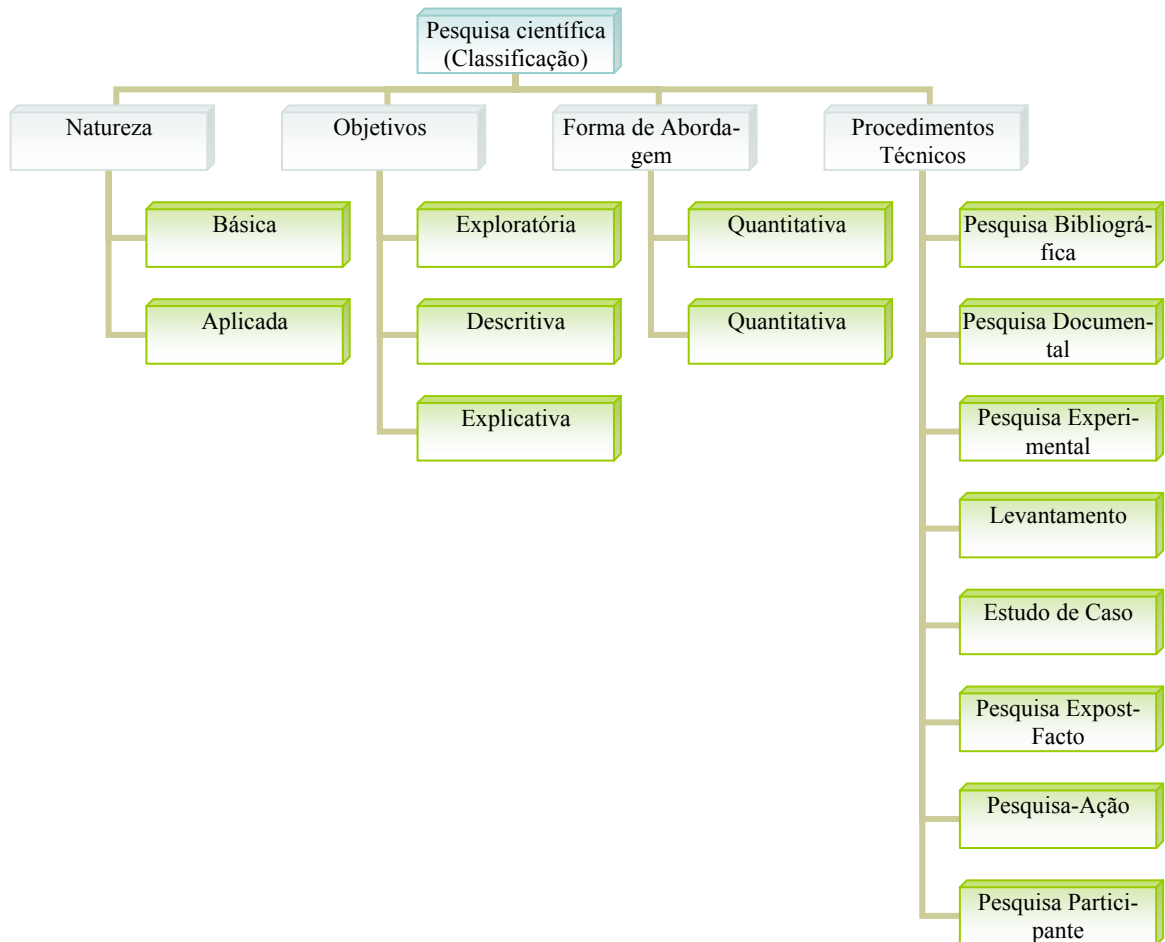 Pesquisa científica
(Classificação)
Natureza
Objetivos
Forma de Aborda-
gem
Procedimentos
Técnicos
Básica
Aplicada
Exploratória
Descritiva
Explicativa
Quantitativa
Quantitativa
Pesquisa Bibliográ-
fica
Pesquisa Documen-
tal
Pesquisa Experi-
mental
Levantamento
Estudo de Caso
Pesquisa Expost-
Facto
Pesquisa-Ação
Pesquisa Partici-
pante